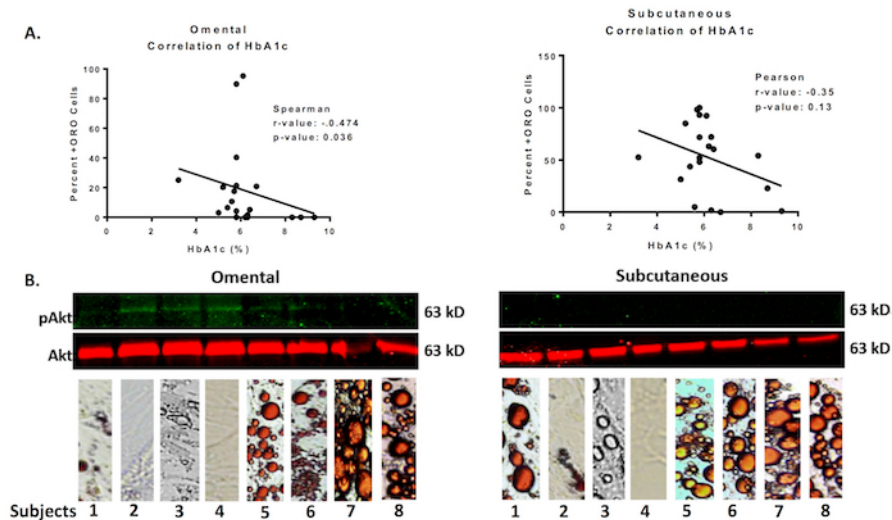 A.
Omental
Correlation of HbA1c
Percent +ORO Cells
100
80
60
40
20
0
0 2 4 6 8 10
HbA1c (%)
Spearman
r-value: -.0.474
p-value: 0.036
Subcutaneous
Correlation of HbA1c
Percent +ORO Cells
150
100
50
0
0 2 4 6 8 10
HbA1c (%)
Pearson
r-value: -0.35
p-value: 0.13
B.
Omental
pAkt 63 kD
Akt 63 kD
Subcutaneous
63 kD
63 kD
Subjects 1 2 3 4 5 6 7 8
1 2 3 4 5 6 7 8